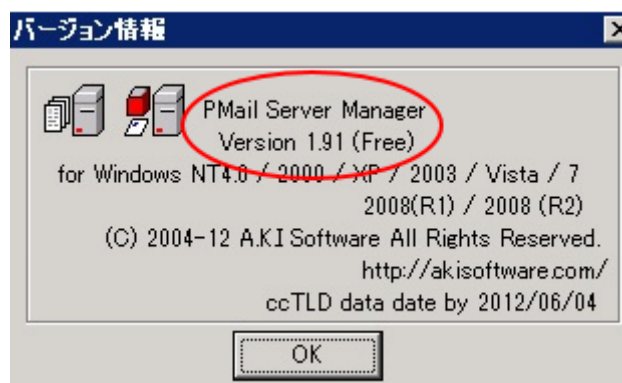 バージョン情報
PMail Server Manager
Version 1.91 (Free)
for Windows NT4.0 / 2000 / XP / 2003 / Vista / 7
2008(R1) / 2008 (R2)
(C) 2004-12 A.K.I Software All Rights Reserved.
http://akisoftware.com/
ccTLD data date by 2012/06/04
OK